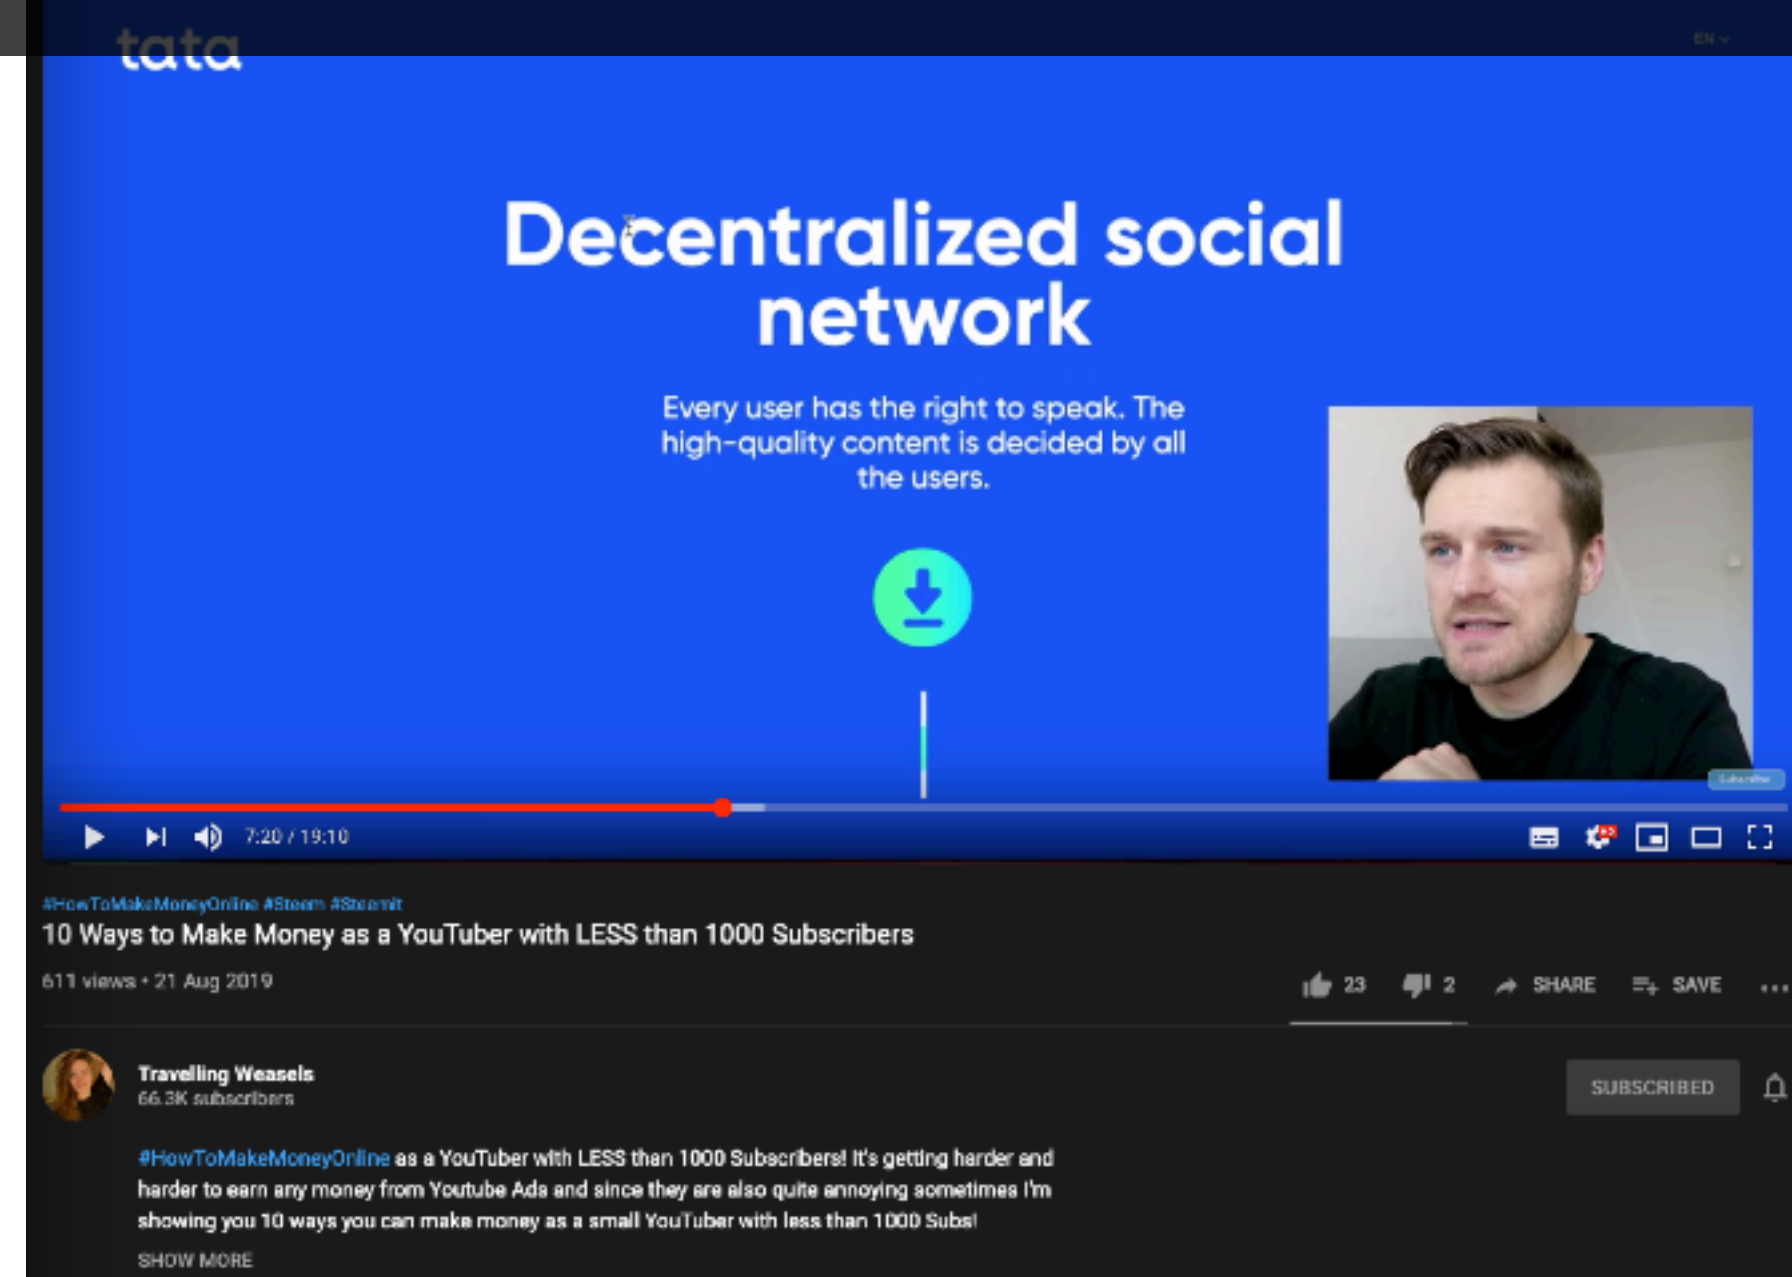 tata
EN
Decentralized social
network
Every user has the right to speak. The
high-quality content is decided by all
the users.
Subscribe
7:20 / 19:10
#HowToMakeMoneyOnline #Steem #Steemit
10 Ways to Make Money as a YouTuber with LESS than 1000 Subscribers
611 views • 21 Aug 2019
23
2
SHARE
SAVE
Travelling Weasels
66.3K subscribers
SUBSCRIBED
#HowToMakeMoneyOnline as a YouTuber with LESS than 1000 Subscribers! It's getting harder and
harder to earn any money from Youtube Ads and since they are also quite annoying sometimes I'm
showing you 10 ways you can make money as a small YouTuber with less than 1000 Subs!
SHOW MORE